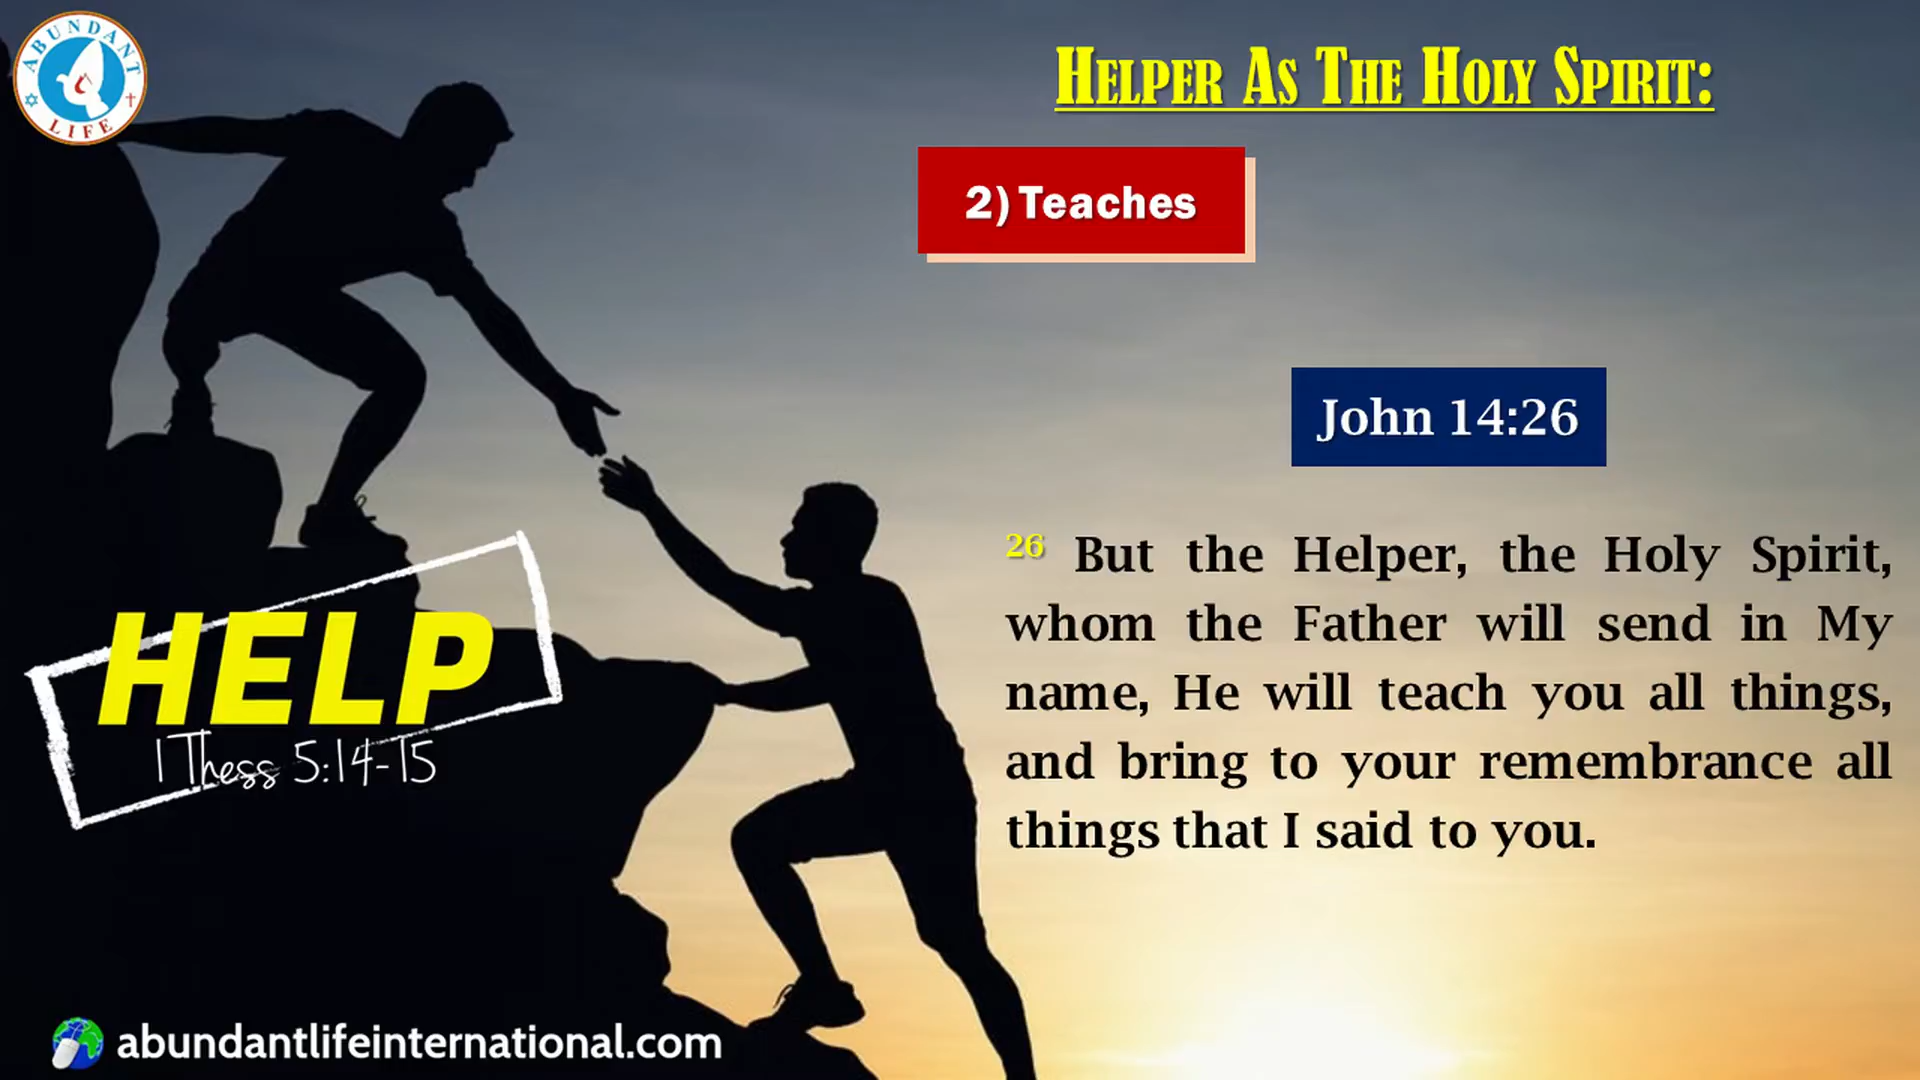 ABUNDANT
LIFE
HELPER AS THE HOLY SPIRIT:
2) Teaches
John 14:26
26 But the Helper, the Holy Spirit,
whom the Father will send in My
name, He will teach you all things,
and bring to your remembrance all
things that I said to you.
HELP
1 Thess 5:14-15
abundantlifeinternational.com